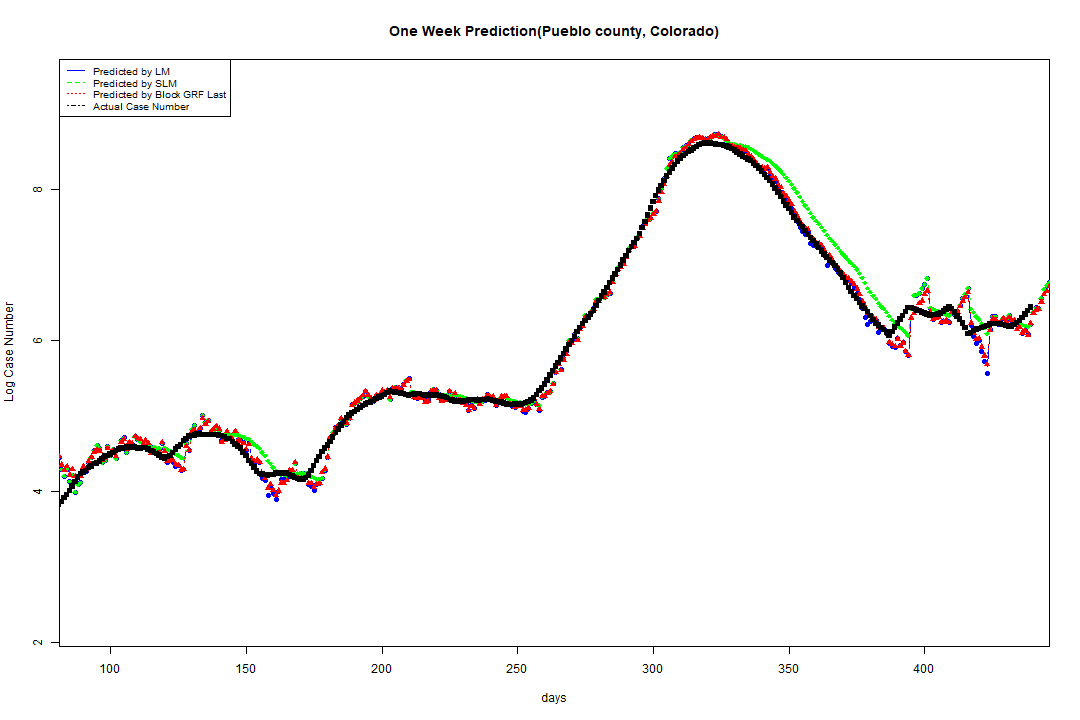 One Week Prediction(Pueblo county, Colorado)
Predicted by LM
Predicted by SLM
Predicted by Block GRF Last
Actual Case Number
8
6
4
2
Log Case Number
100 150 200 250 300 350 400
days